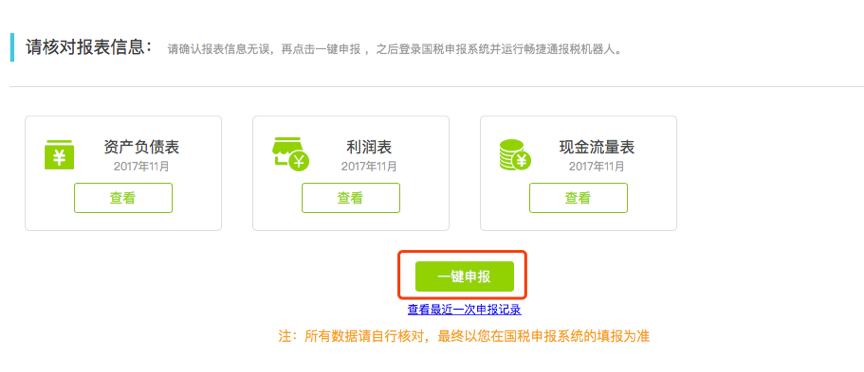 请核对报表信息： 请确认报表信息无误，再点击一键申报 ，之后登录国税申报系统并运行畅捷通报税机器人。
资产负债表
2017年11月
查看
利润表
2017年11月
查看
现金流量表
2017年11月
查看
一键申报
查看最近一次申报记录
注：所有数据请自行核对，最终以您在国税申报系统的填报为准